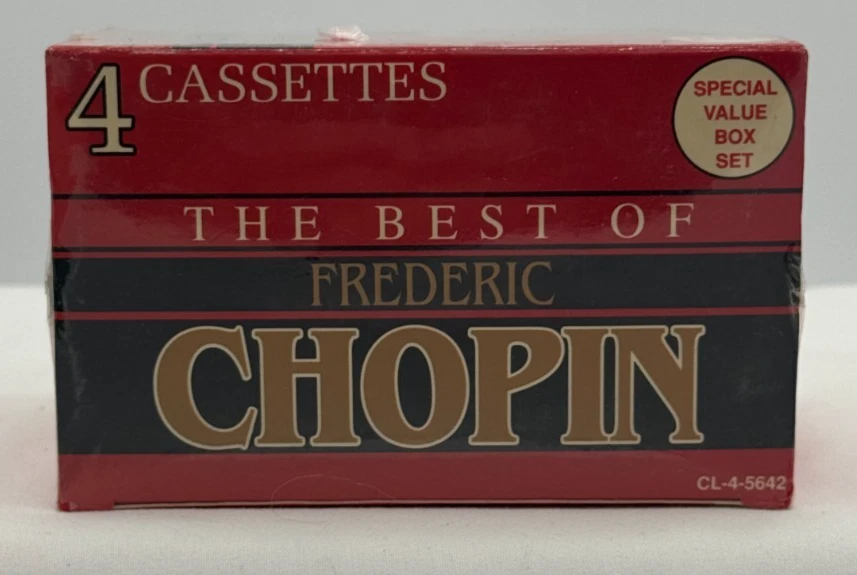 4 CASSETTES
SPECIAL
VALUE
BOX
SET
THE BEST OF
FREDERIC
CHOPIN
CL-4-5642